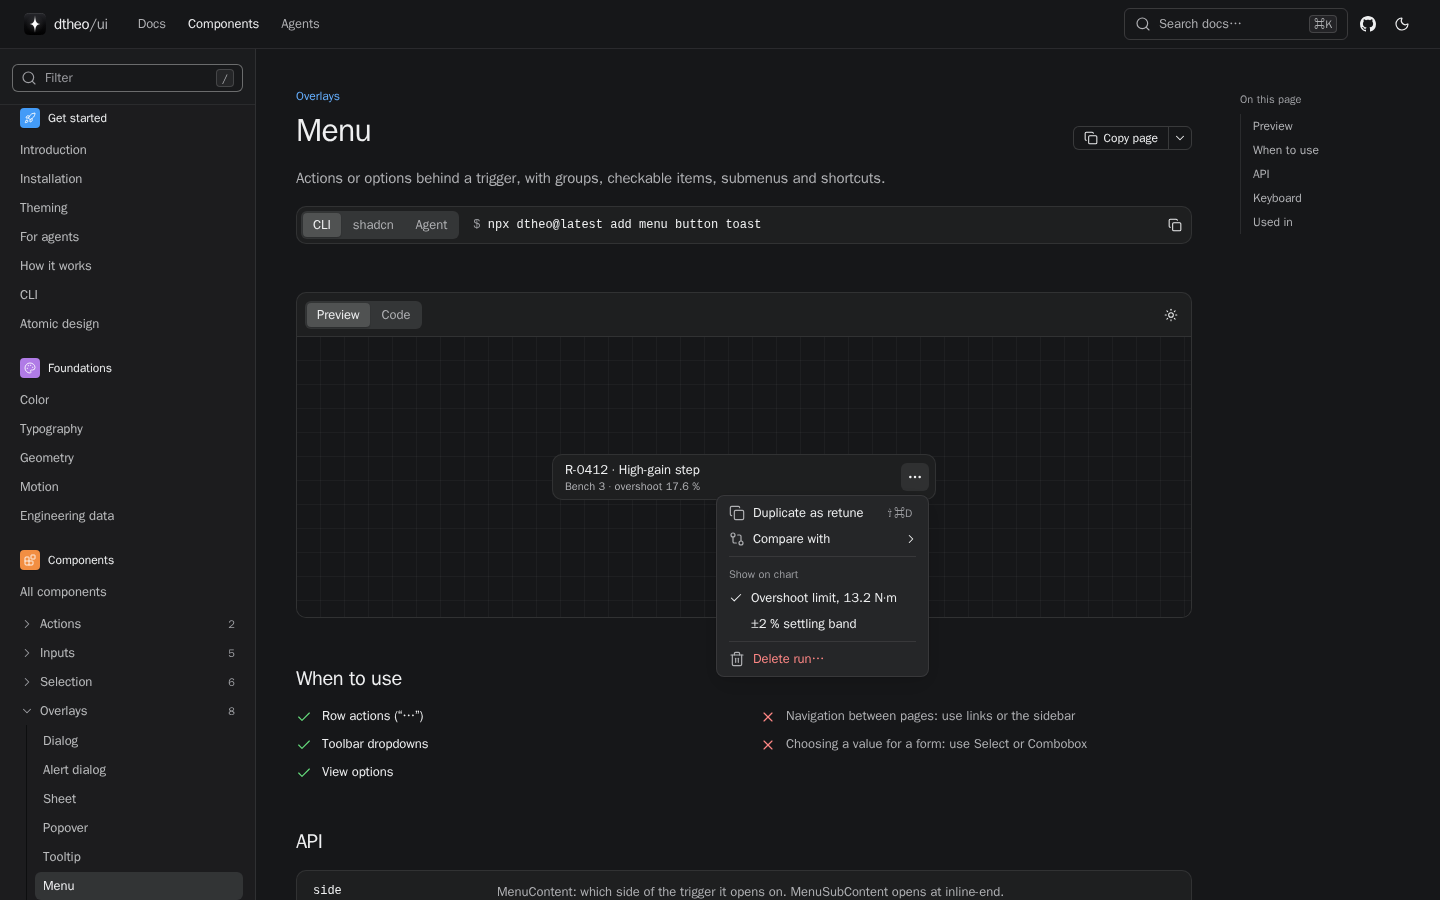 dtheo/ui
Docs
Components
Agents
Search docs⋯
⌘K
Filter
/
Get started
Introduction
Installation
Theming
For agents
How it works
CLI
Atomic design
Foundations
Color
Typography
Geometry
Motion
Engineering data
Components
All components
Actions 2
Inputs 5
Selection 6
Overlays 8
Dialog
Alert dialog
Sheet
Popover
Tooltip
Menu
Overlays
Menu
Copy page
Actions or options behind a trigger, with groups, checkable items, submenus and shortcuts.
CLI shadcn Agent $ npx dtheo@latest add menu button toast
Preview Code
R-0412 · High-gain step
Bench 3 · overshoot 17.6 %
Duplicate as retune ⇧⌘D
Compare with
Show on chart
Overshoot limit, 13.2 N·m
±2 % settling band
Delete run⋯
When to use
Row actions (“⋯”)
Toolbar dropdowns
View options
Navigation between pages: use links or the sidebar
Choosing a value for a form: use Select or Combobox
API
side MenuContent: which side of the trigger it opens on. MenuSubContent opens at inline-end.
On this page
Preview
When to use
API
Keyboard
Used in